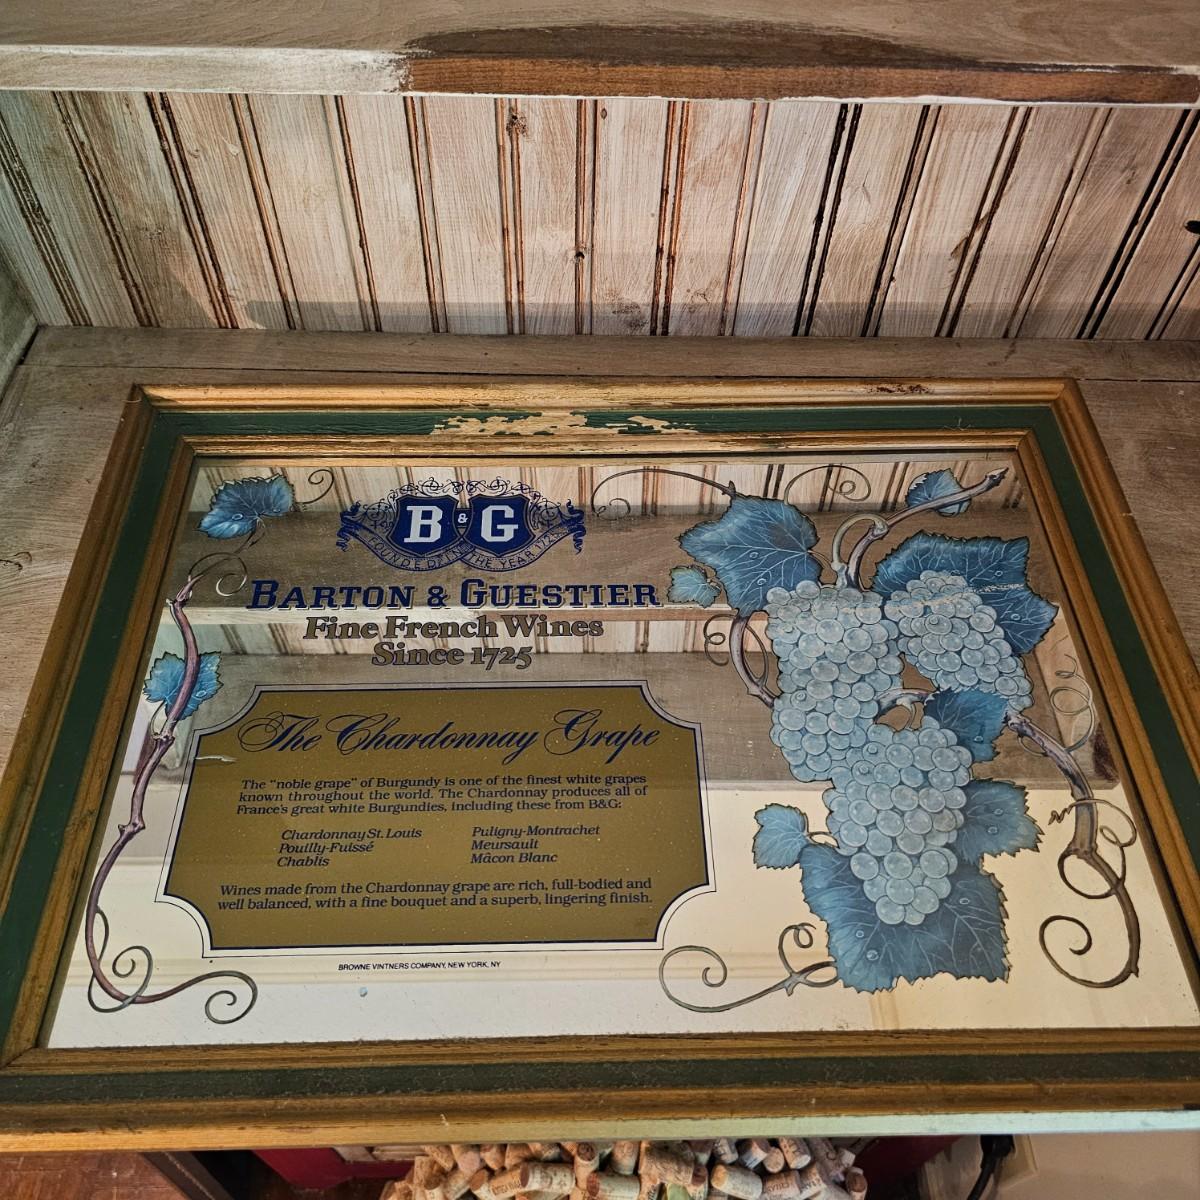 B & G
FOUNDED IN THE YEAR 1725
BARTON & GUESTIER
Fine French Wines
Since 1725
The Chardonnay Grape
The "noble grape" of Burgundy is one of the finest white grapes
known throughout the world. The Chardonnay produces all of
France's great white Burgundies, including these from B&G:
Chardonnay St. Louis
Pouilly-Fuissé
Chablis
Puligny-Montrachet
Meursault
Mâcon Blanc
Wines made from the Chardonnay grape are rich, full-bodied and
well balanced, with a fine bouquet and a superb, lingering finish.
BROWNE VINTNERS COMPANY, NEW YORK, NY